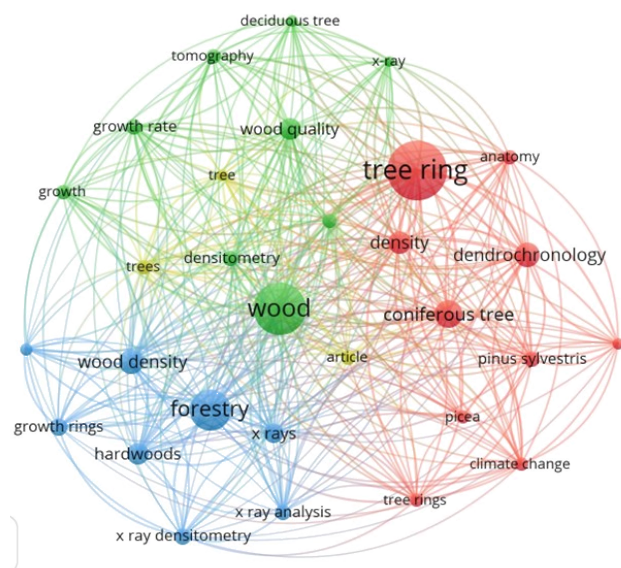 deciduous tree
tomography
x-ray
growth rate
wood quality
tree ring
anatomy
tree
growth
density
dendrochronology
densitometry
trees
wood
coniferous tree
article
pinus sylvestris
wood density
forestry
picea
growth rings
x rays
hardwoods
climate change
tree rings
x ray analysis
x ray densitometry